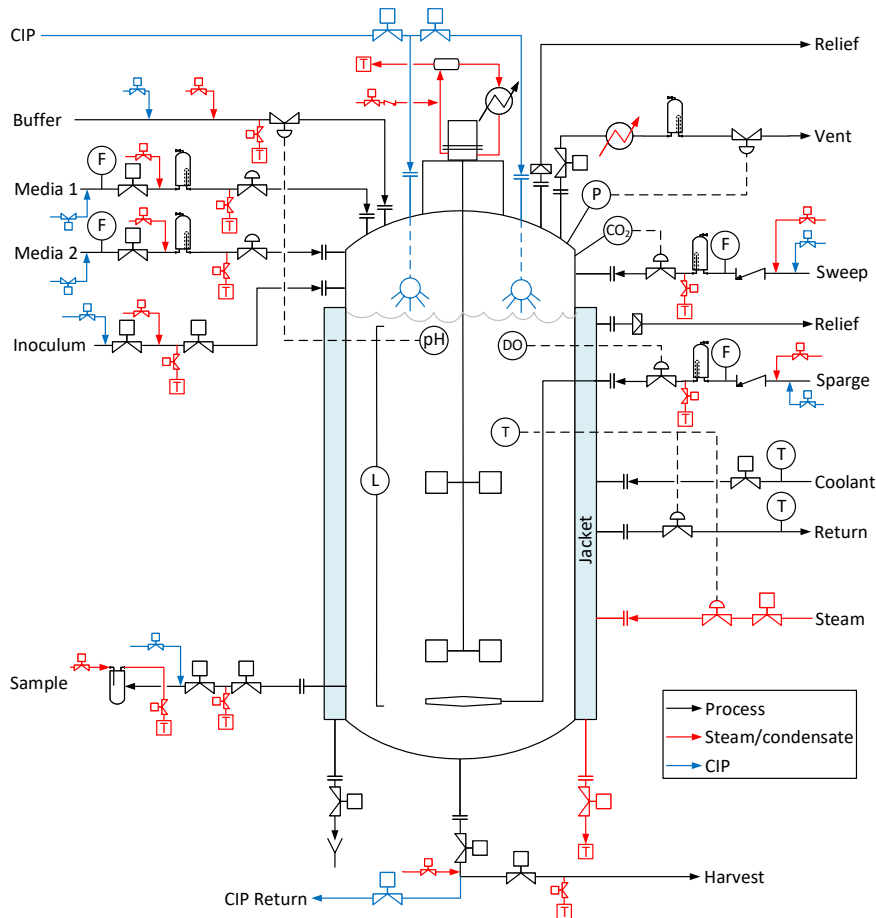 CIP
Relief
T
Buffer
Vent
T
F
Media 1
P
T
F
CO₂
Media 2
F
Sweep
T
T
Relief
Inoculum
pH
DO
F
T
Sparge
T
T
T
L
Coolant
T
Return
Jacket
Steam
Sample
T
T
Process
Steam/condensate
CIP
T
Harvest
CIP Return
T